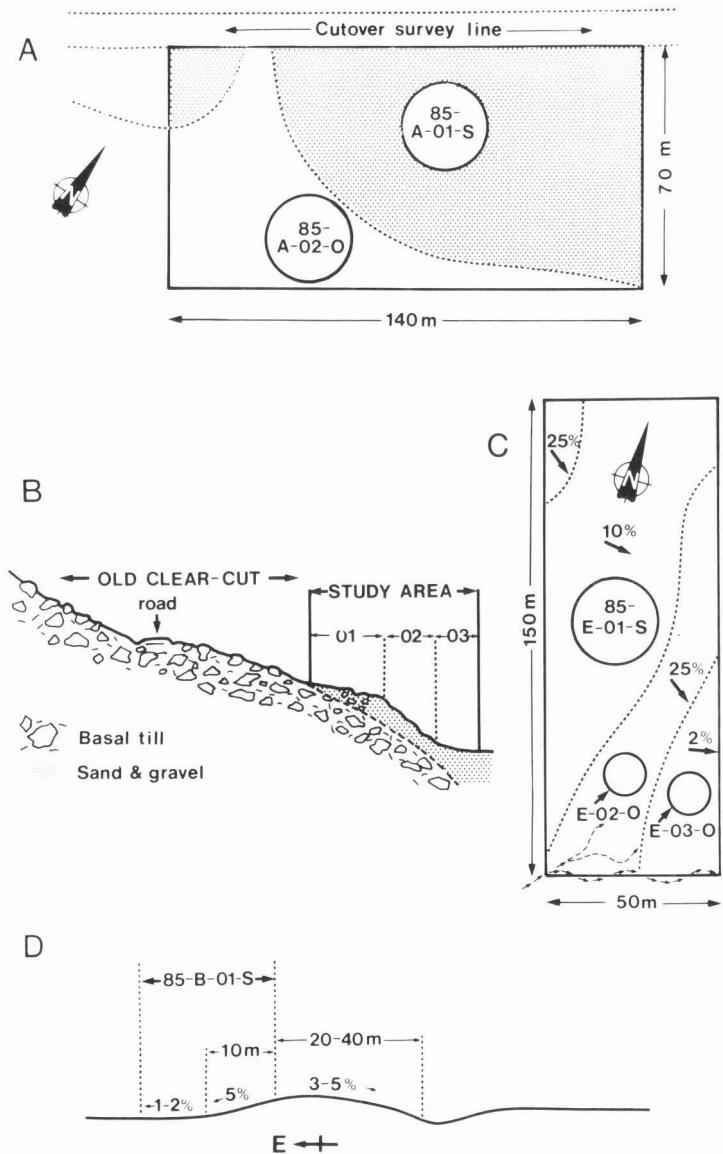 Cutover survey line
A
85-
A-01-S
85-
A-02-O
N
70 m
140 m
C
25%
N
10%
85-
E-01-S
150 m
25%
2%
E-02-O
E-03-O
50m
B
OLD CLEAR-CUT
road
STUDY AREA
01 02 03
Basal till
Sand & gravel
D
85-B-01-S
10m
20-40m
1-2%
5%
3-5%
E